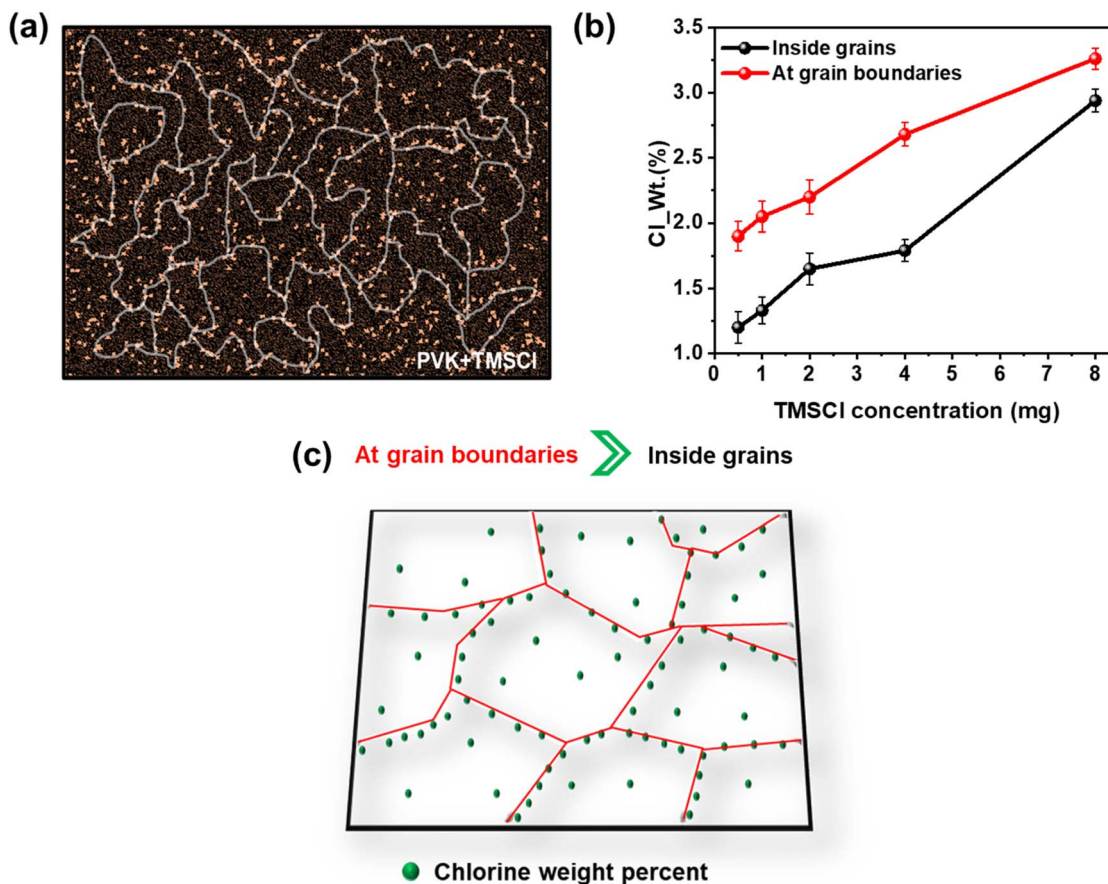 (a)
PVK+TMSCl
(b)
Inside grains
At grain boundaries
Cl_Wt.(%)
3.5
3.0
2.5
2.0
1.5
1.0
0 1 2 3 4 5 6 7 8
TMSCl concentration (mg)
(c) At grain boundaries Inside grains
Chlorine weight percent